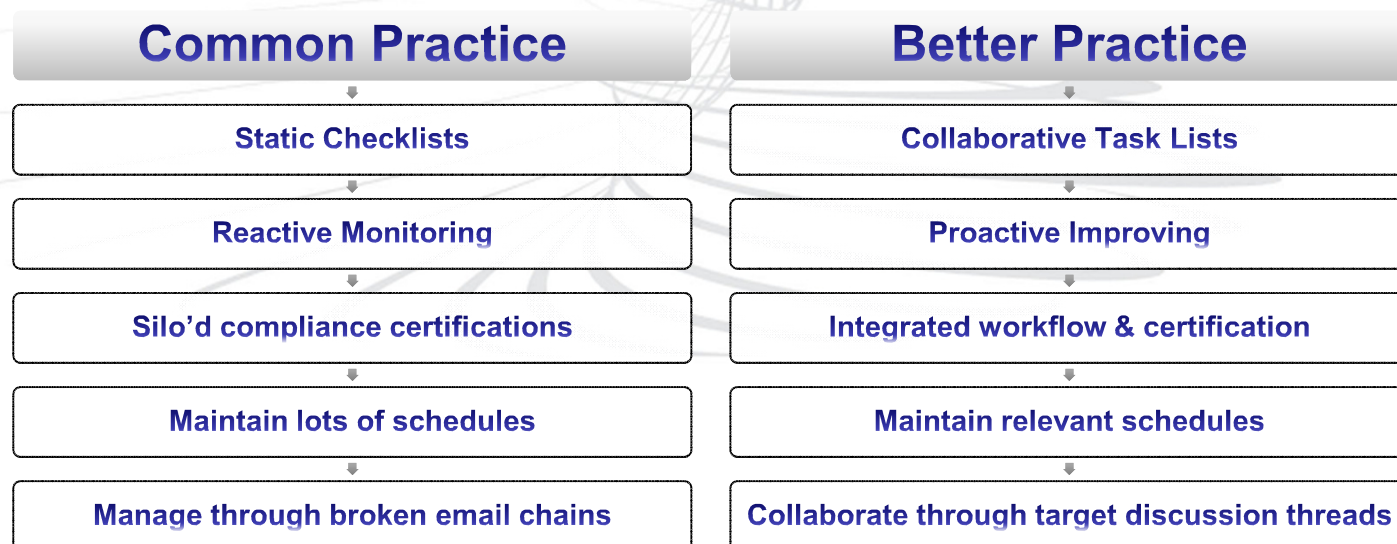 Common Practice
Static Checklists
Reactive Monitoring
Silo’d compliance certifications
Maintain lots of schedules
Manage through broken email chains
Better Practice
Collaborative Task Lists
Proactive Improving
Integrated workflow & certification
Maintain relevant schedules
Collaborate through target discussion threads